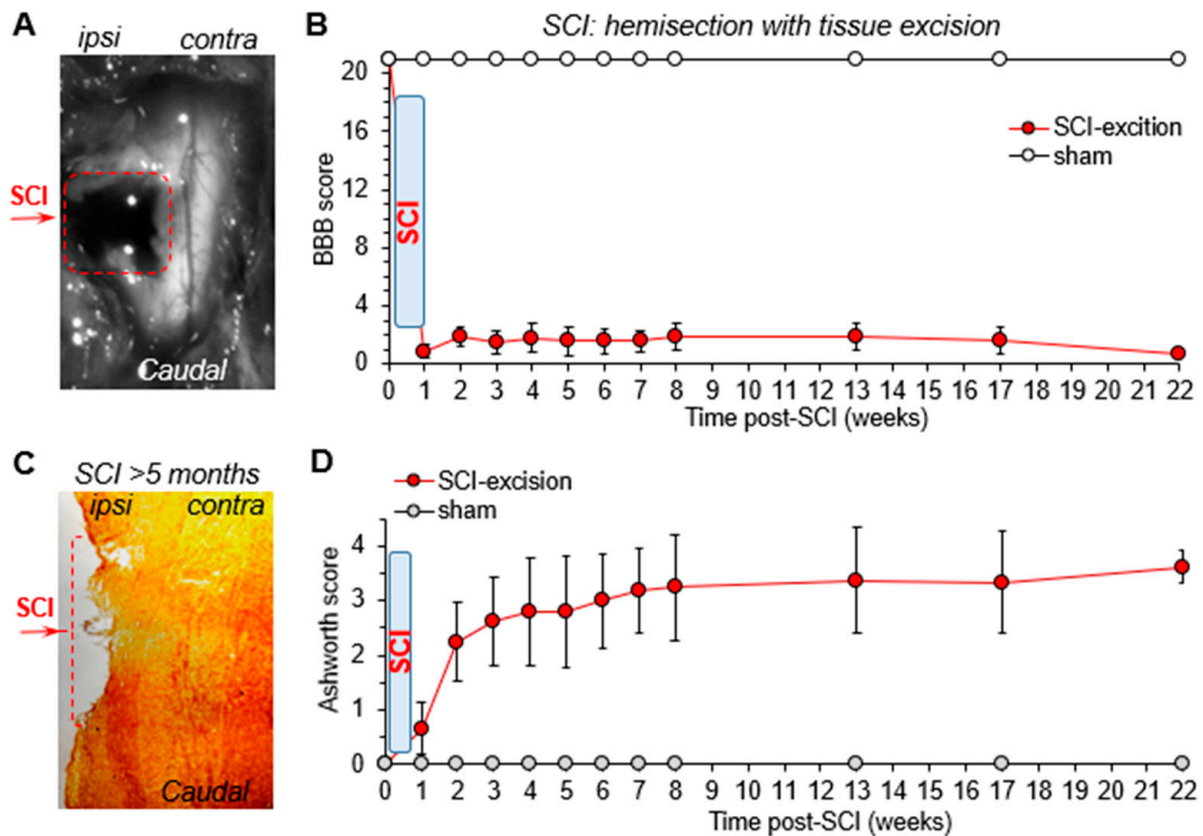 A
ipsi contra
SCI
Caudal
B
SCI: hemisection with tissue excision
20
16
12
8
4
0
BBB score
SCI
SCI-excition
sham
0 1 2 3 4 5 6 7 8 9 10 11 12 13 14 15 16 17 18 19 20 21 22
Time post-SCI (weeks)
C
SCI >5 months
ipsi contra
SCI
Caudal
D
SCI-excision
sham
4
3
2
1
0
Ashworth score
SCI
0 1 2 3 4 5 6 7 8 9 10 11 12 13 14 15 16 17 18 19 20 21 22
Time post-SCI (weeks)